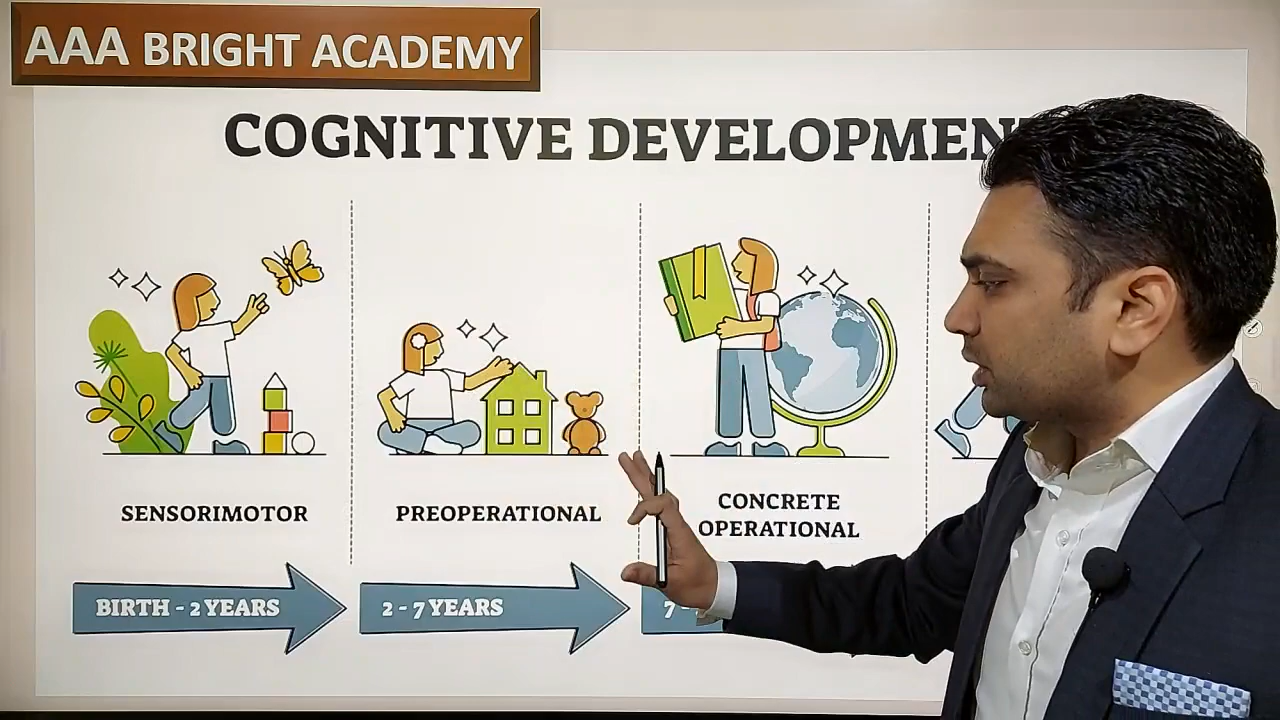 AAA BRIGHT ACADEMY
COGNITIVE DEVELOPMEN
SENSORIMOTOR
PREOPERATIONAL
CONCRETE
OPERATIONAL
BIRTH - 2 YEARS
2 - 7 YEARS
7 -